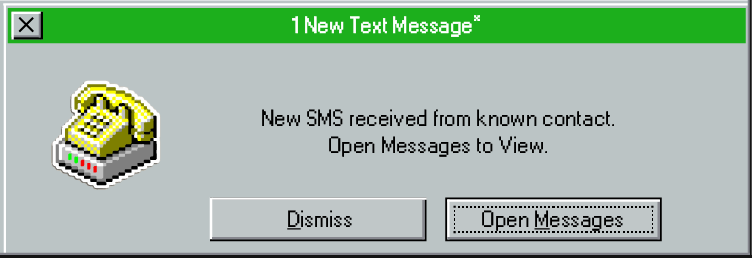 1 New Text Message*
New SMS received from known contact.
Open Messages to View.
Dismiss
Open Messages